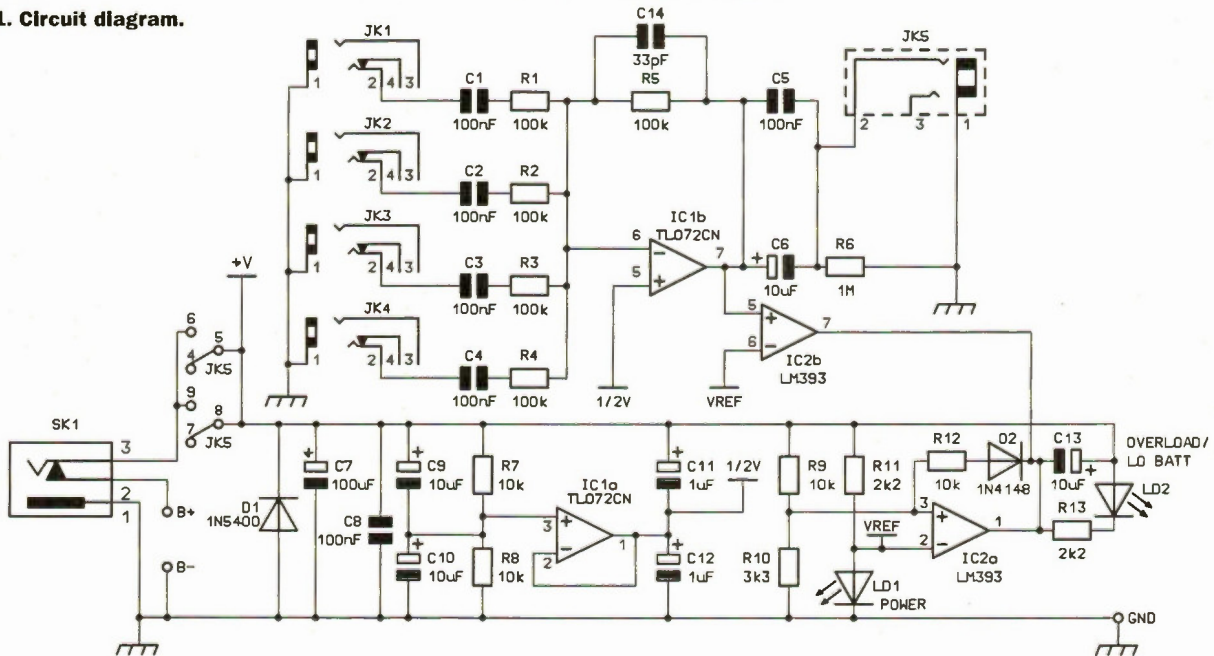 1. Circuit diagram.
JK1
1
2 4 3
C1
100nF
R1
100k
C14
33pF
R5
100k
C5
100nF
JK5
2 3 1
JK2
1
2 4 3
C2
100nF
R2
100k
JK3
1
2 4 3
C3
100nF
R3
100k
IC1b
TL072CN
6
5
7
C6
+
10uF
R6
1M
JK4
1
2 4 3
C4
100nF
R4
100k
1/2V
5
6
7
IC2b
LM393
VREF
+V
6
5
4
JK5
9
8
7
JK5
SK1
3
2
1
B+
B-
D1
1N5400
C7
+
100uF
C8
100nF
C9
+
10uF
C10
+
10uF
R7
10k
R8
10k
IC1a
TL072CN
3
2
1
C11
+
1uF
1/2V
C12
+
1uF
R9
10k
R10
3k3
R11
2k2
VREF
LD1
POWER
R12
10k
D2
1N4148
C13
+
10uF
OVERLOAD/
LO BATT
LD2
3
2
1
IC2a
LM393
R13
2k2
GND